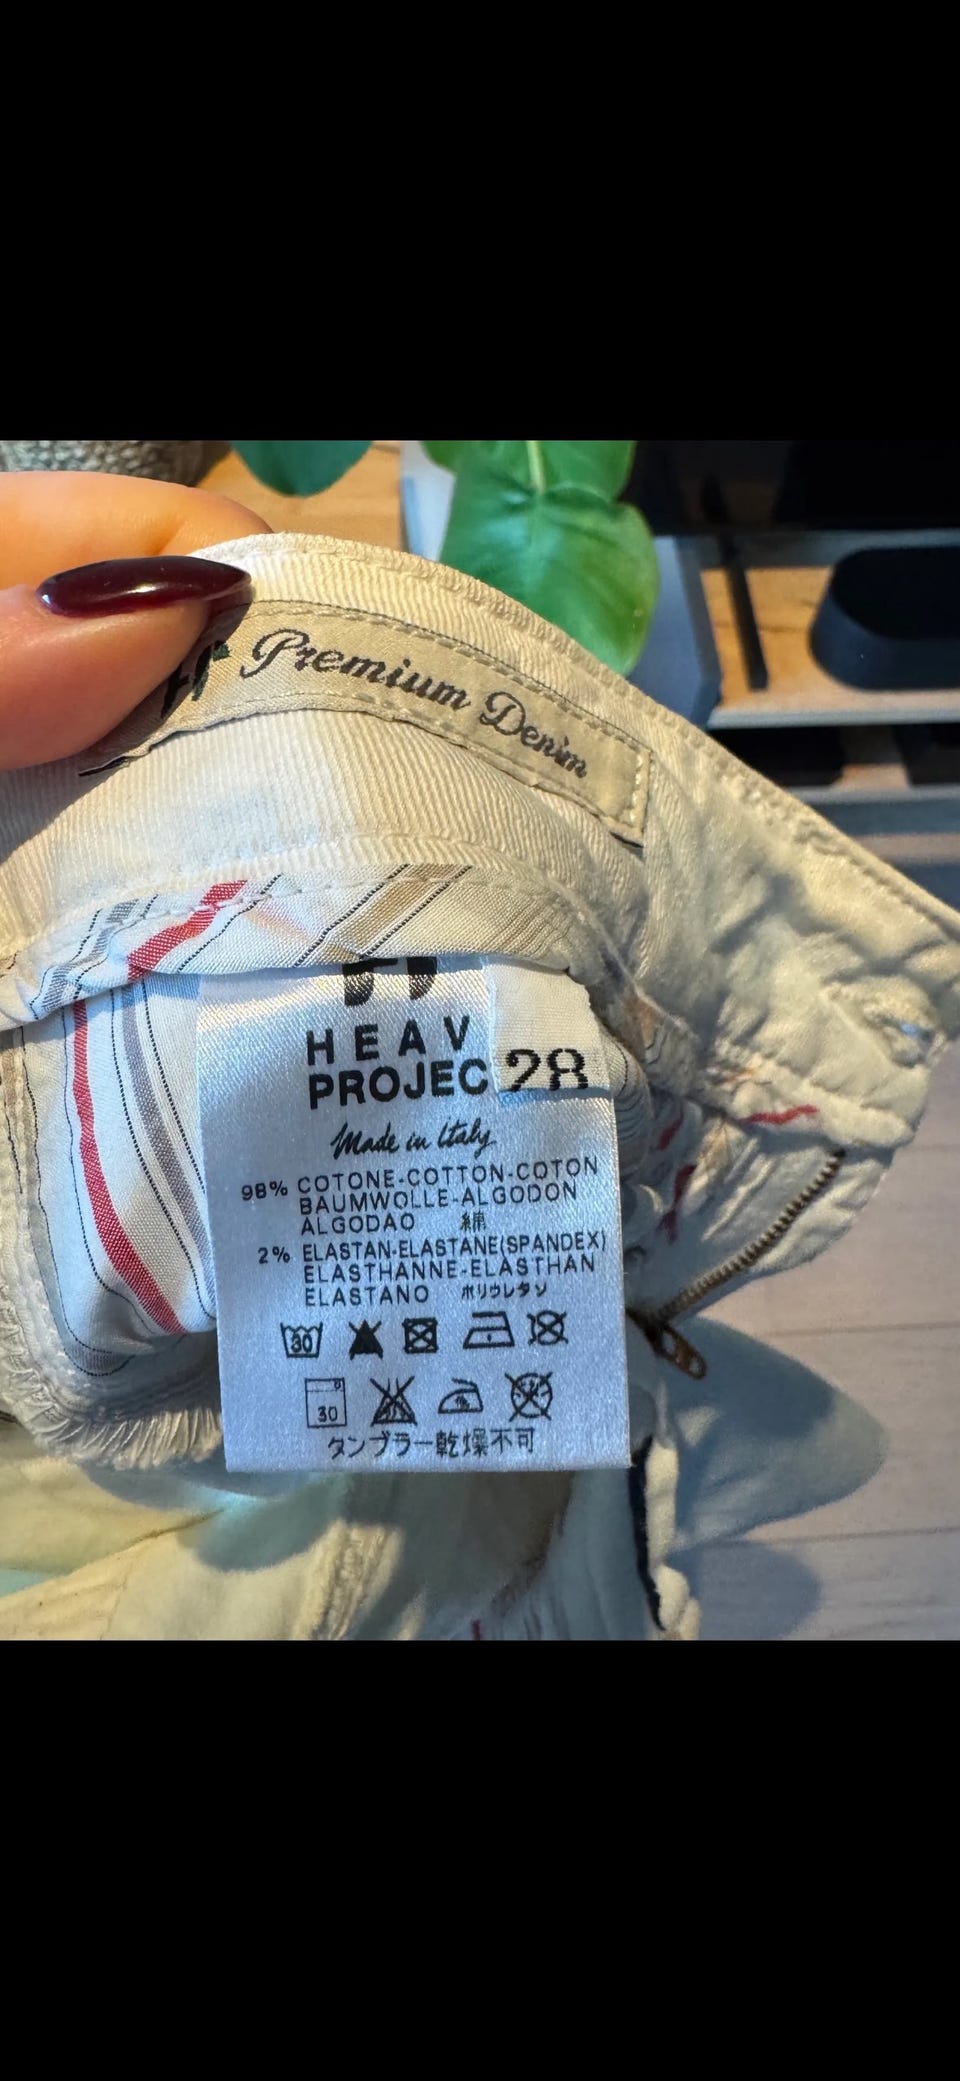 Premium Denim
HEAV
PROJEC
28
Made in Italy
98% COTONE-COTTON-COTON
BAUMWOLLE-ALGODON
ALGODAO 綿
2% ELASTAN-ELASTANE(SPANDEX)
ELASTHANNE-ELASTHAN
ELASTANO ポリウレタン
30
30
タンブラー乾燥不可